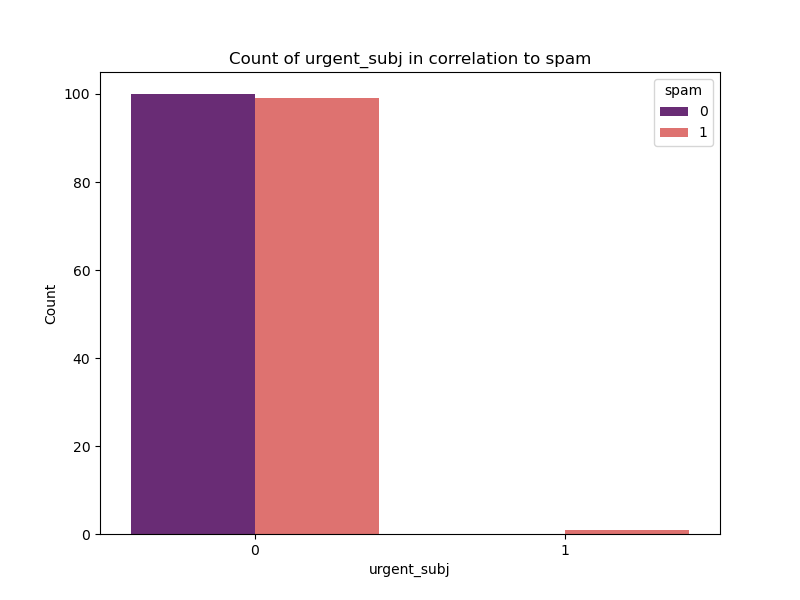 Count of urgent_subj in correlation to spam
spam
0
1
100
80
60
40
20
0
Count
0
1
urgent_subj